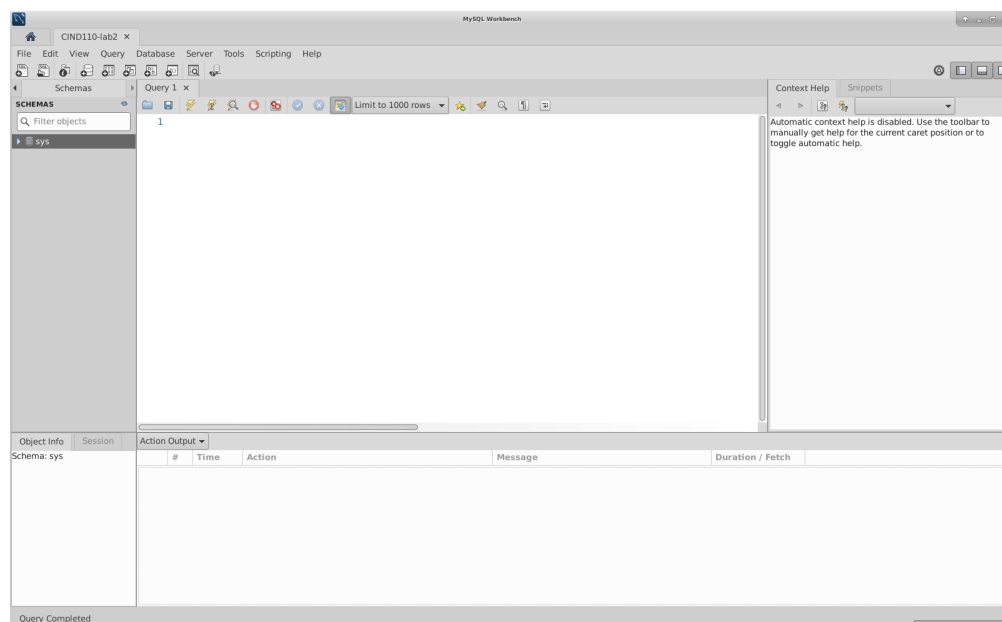 MySQL Workbench
CIND110-lab2 ×
File Edit View Query Database Server Tools Scripting Help
Schemas
Query 1 ×
Context Help Snippets
SCHEMAS
Limit to 1000 rows
Filter objects
1
Automatic context help is disabled. Use the toolbar to
manually get help for the current caret position or to
toggle automatic help.
sys
Object Info Session
Action Output
Schema: sys
# Time Action Message Duration / Fetch
Query Completed